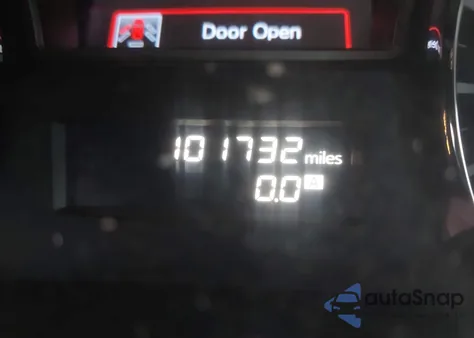 Door Open
101732 miles
0.0 A
autoSnap